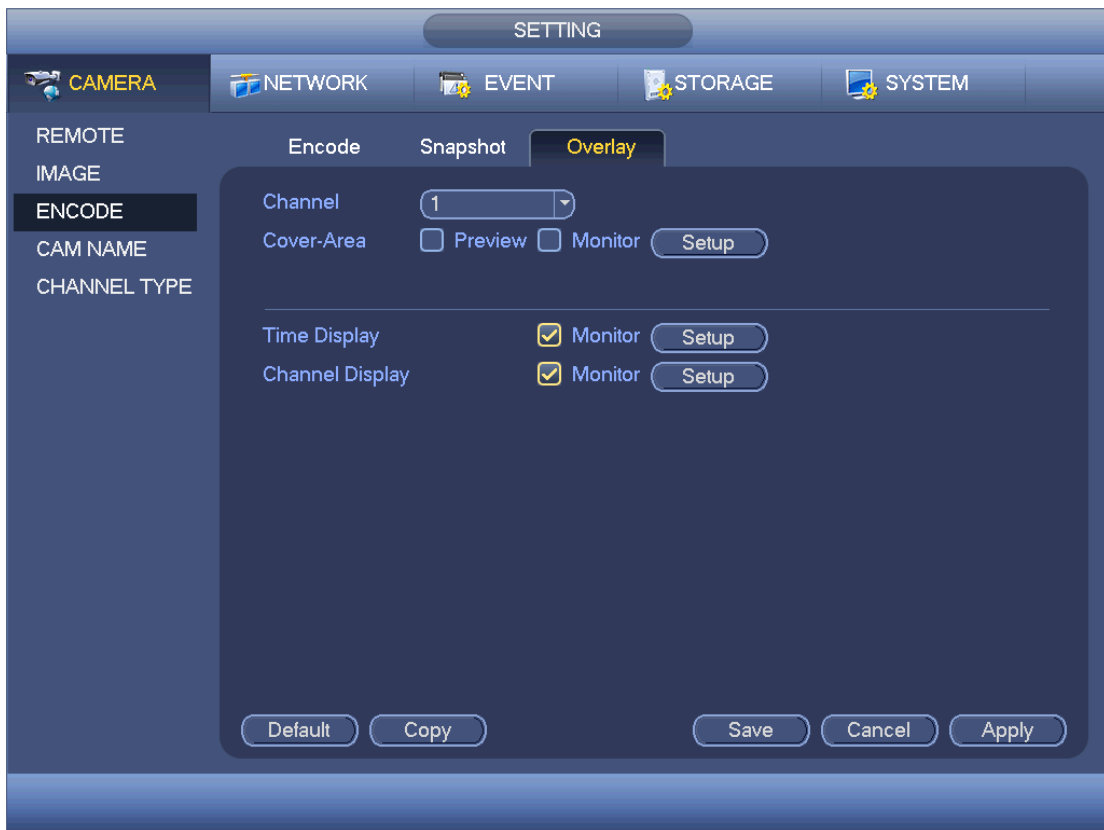 SETTING
CAMERA NETWORK EVENT STORAGE SYSTEM
REMOTE
IMAGE
ENCODE
CAM NAME
CHANNEL TYPE
Encode Snapshot Overlay
Channel 1
Cover-Area Preview Monitor Setup
Time Display Monitor Setup
Channel Display Monitor Setup
Default Copy Save Cancel Apply